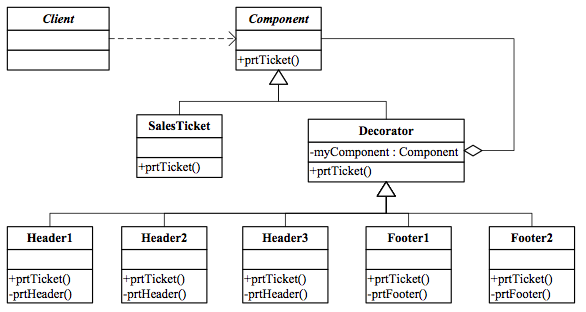 Client
Component
+prtTicket()
SalesTicket
+prtTicket()
Decorator
-myComponent : Component
+prtTicket()
Header1
+prtTicket()
-prtHeader()
Header2
+prtTicket()
-prtHeader()
Header3
+prtTicket()
-prtHeader()
Footer1
+prtTicket()
-prtFooter()
Footer2
+prtTicket()
-prtFooter()